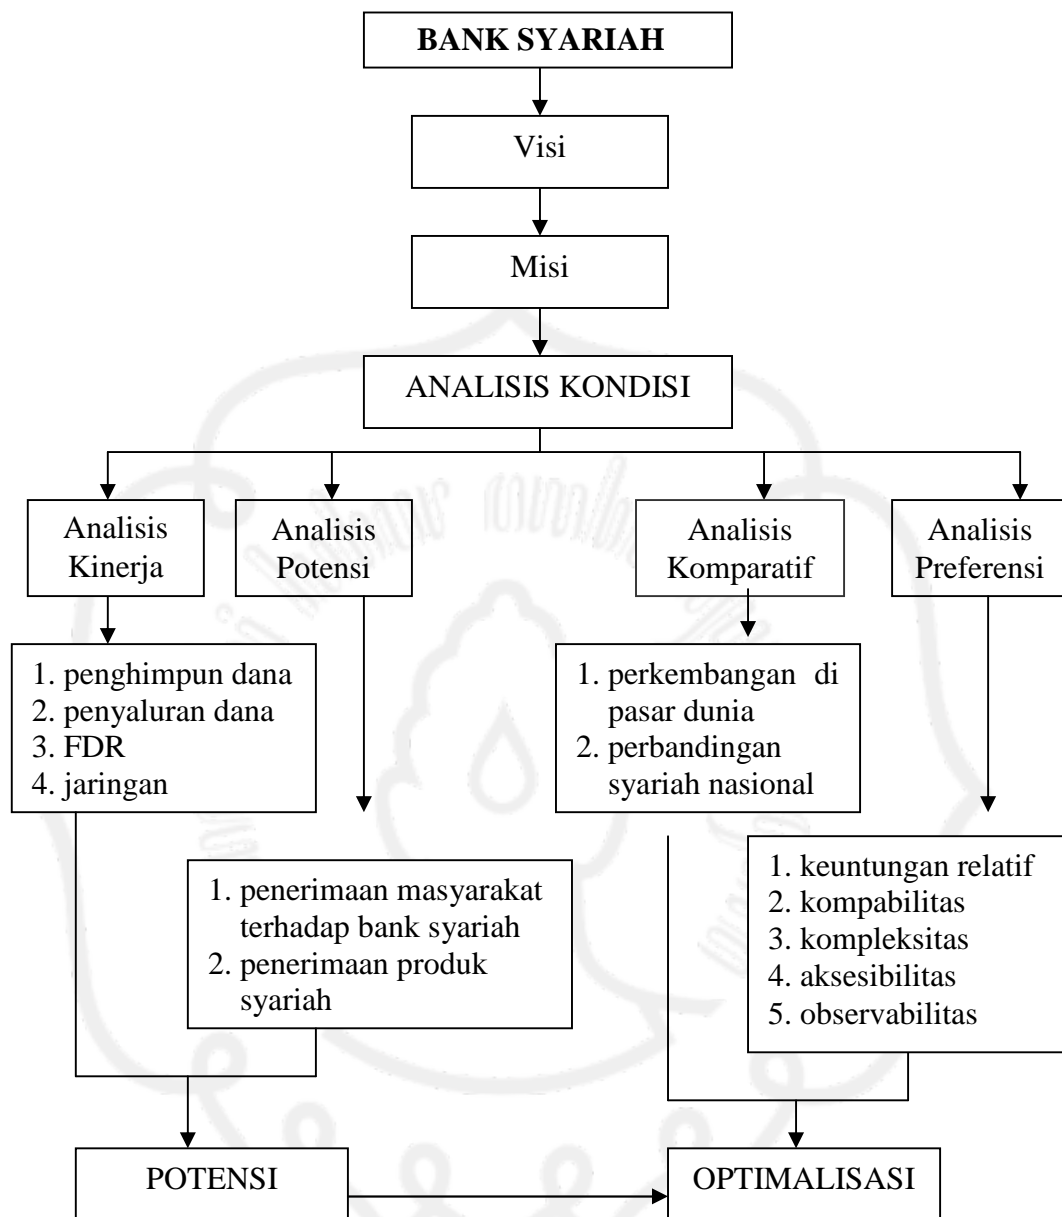 BANK SYARIAH
Visi
Misi
ANALISIS KONDISI
Analisis
Kinerja
Analisis
Potensi
Analisis
Komparatif
Analisis
Preferensi
1. penghimpun dana
2. penyaluran dana
3. FDR
4. jaringan
1. perkembangan di
pasar dunia
2. perbandingan
syariah nasional
1. penerimaan masyarakat
terhadap bank syariah
2. penerimaan produk
syariah
1. keuntungan relatif
2. kompabilitas
3. kompleksitas
4. aksesibilitas
5. observabilitas
POTENSI
OPTIMALISASI